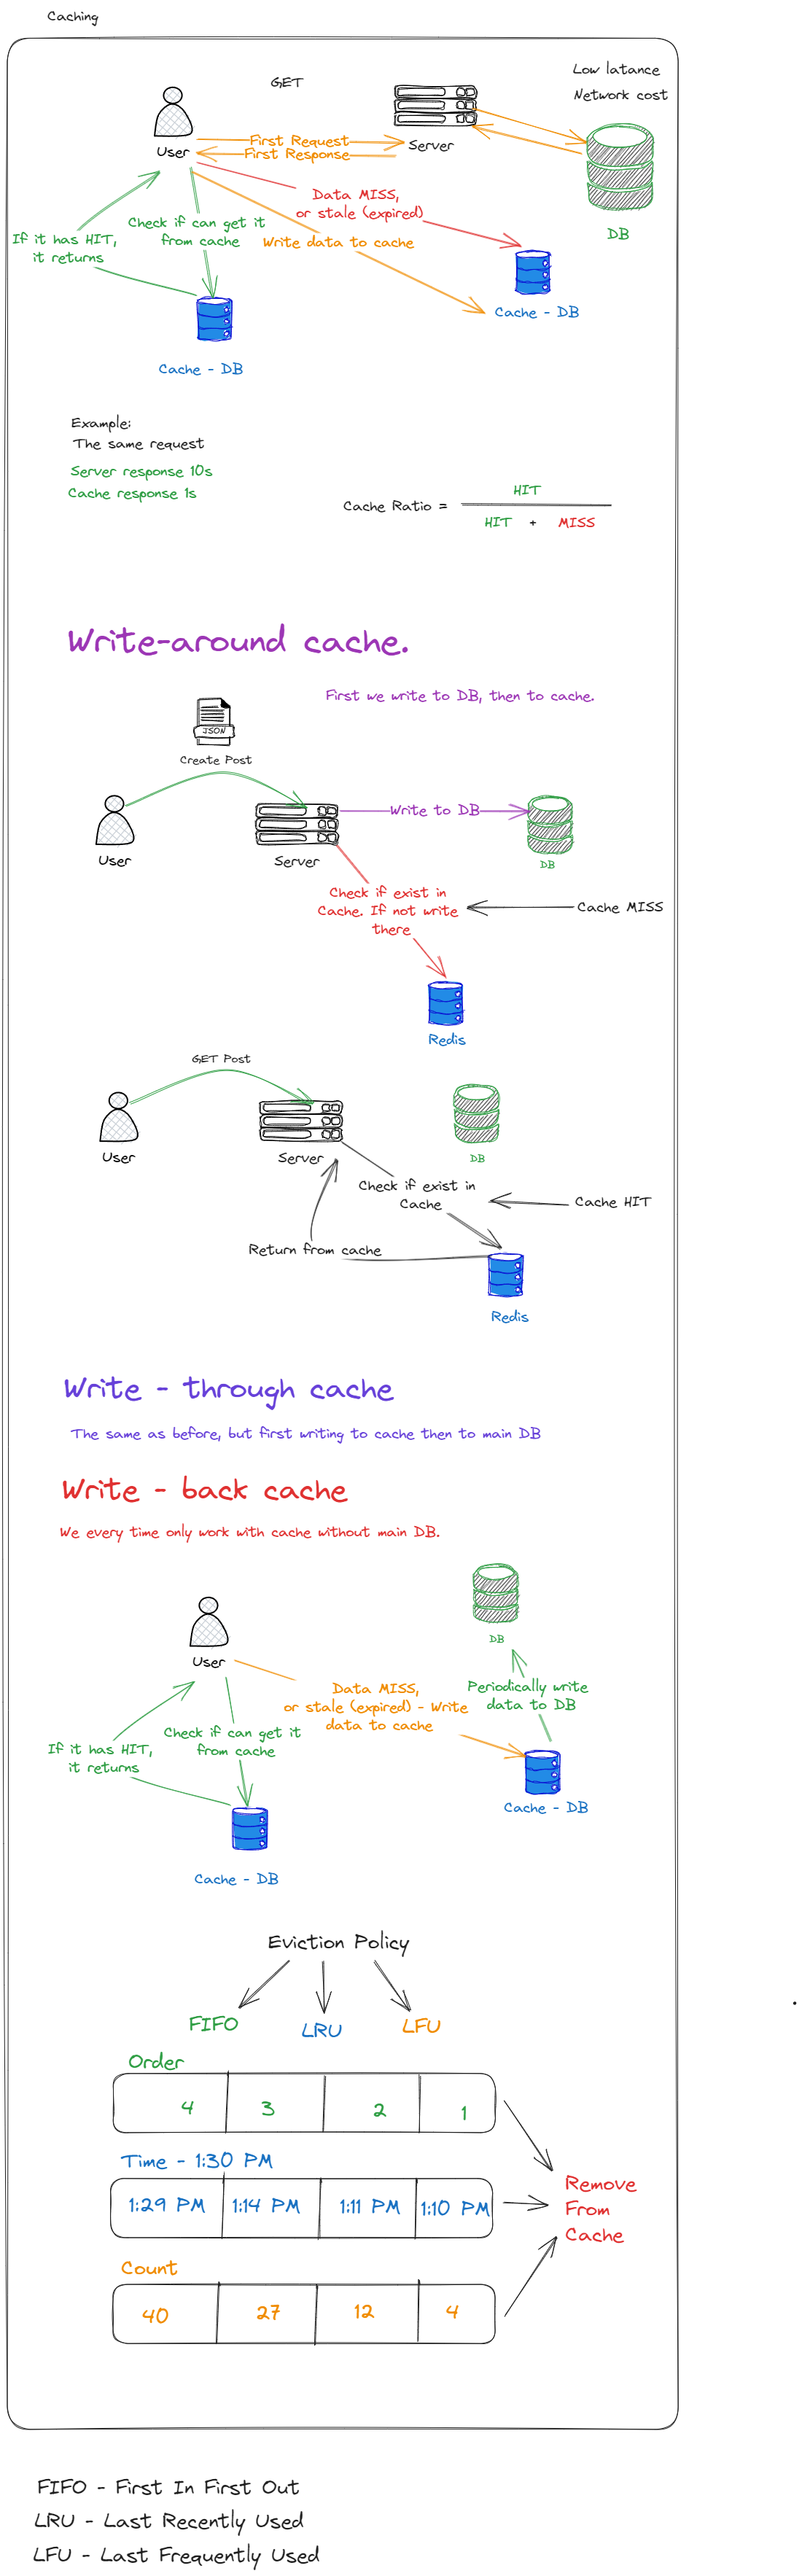 Caching
GET
Low latance
Network cost
First Request
First Response
User
Server
DB
Data MISS,
or stale (expired)
Check if can get it
from cache
If it has HIT,
it returns
Write data to cache
Cache - DB
Cache - DB
Example:
The same request
Server response 10s
Cache response 1s
Cache Ratio =
HIT
HIT + MISS
Write-around cache.
First we write to DB, then to cache.
JSON
Create Post
User
Server
Write to DB
DB
Check if exist in
Cache. If not write
there
Cache MISS
Redis
GET Post
User
Server
DB
Check if exist in
Cache
Cache HIT
Return from cache
Redis
Write - through cache
The same as before, but first writing to cache then to main DB
Write - back cache
We every time only work with cache without main DB.
DB
User
Data MISS,
or stale (expired) - Write
data to cache
Periodically write
data to DB
If it has HIT,
it returns
Check if can get it
from cache
Cache - DB
Cache - DB
Eviction Policy
FIFO
LRU
LFU
Order
4 3 2 1
Time - 1:30 PM
1:29 PM 1:14 PM 1:11 PM 1:10 PM
Remove
From
Cache
Count
40 27 12 4
FIFO - First In First Out
LRU - Last Recently Used
LFU - Last Frequently Used